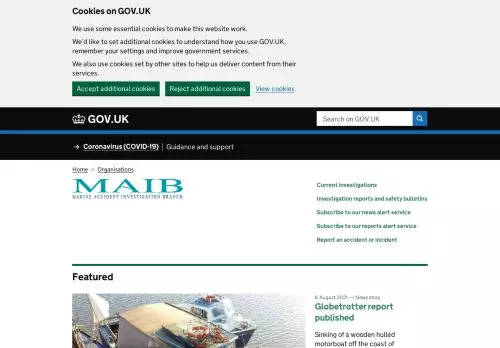 Cookies on GOV.UK
We use some essential cookies to make this website work.
We'd like to set additional cookies to understand how you use GOV.UK,
remember your settings and improve government services.
We also use cookies set by other sites to help us deliver content from their
services.
Accept additional cookies
Reject additional cookies
View cookies
GOV.UK
Search on GOV.UK
→ Coronavirus (COVID-19) | Guidance and support
Home > Organisations
MAIB
MARINE ACCIDENT INVESTIGATION BRANCH
Current investigations
Investigation reports and safety bulletins
Subscribe to our news alert service
Subscribe to our reports alert service
Report an accident or incident
Featured
6 August 2021 — News story
Globetrotter report
published
Sinking of a wooden hulled
motorboat off the coast of